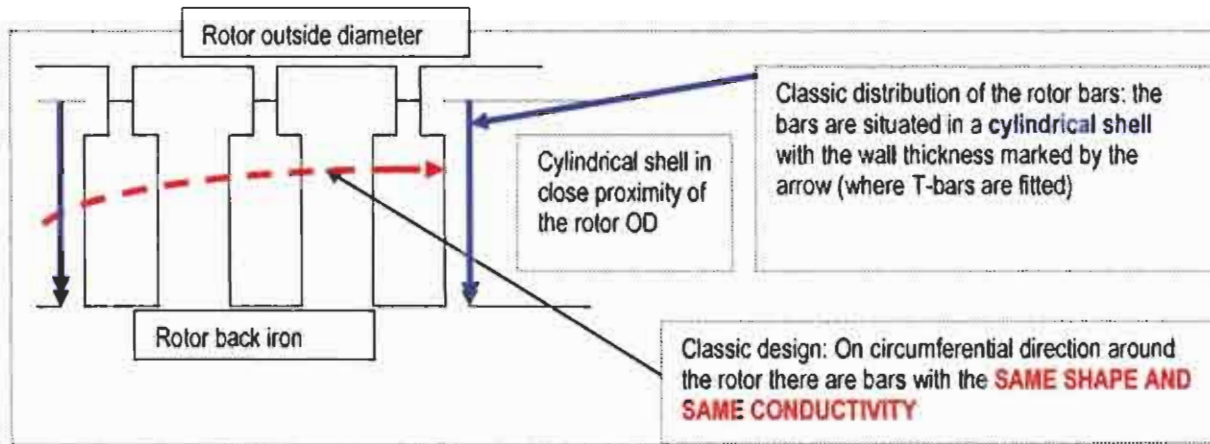 Rotor outside diameter
Classic distribution of the rotor bars: the
bars are situated in a cylindrical shell
with the wall thickness marked by the
arrow (where T-bars are fitted)
Cylindrical shell in
close proximity of
the rotor OD
Rotor back iron
Classic design: On circumferential direction around
the rotor there are bars with the SAME SHAPE AND
SAME CONDUCTIVITY